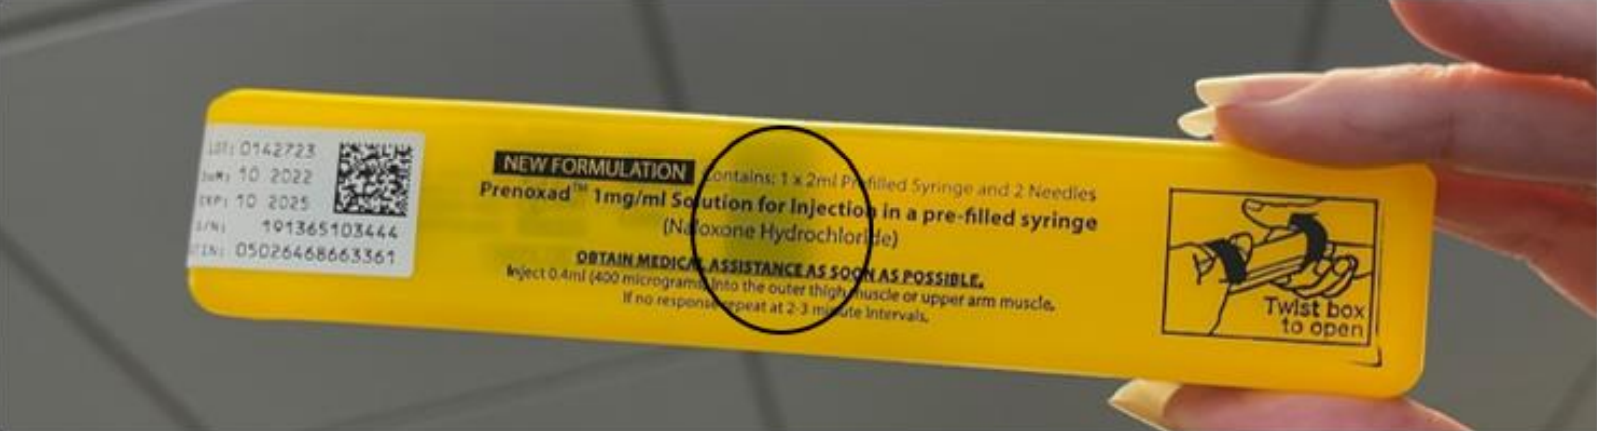 LOT: 0142723
DOM: 10 2022
EXP: 10 2025
S/N: 191365103444
GTIN: 05026468663361
NEW FORMULATION Contains: 1 x 2ml Prefilled Syringe and 2 Needles
Prenoxad™ 1mg/ml Solution for Injection in a pre-filled syringe
(Naloxone Hydrochloride)
OBTAIN MEDICAL ASSISTANCE AS SOON AS POSSIBLE.
Inject 0.4ml (400 micrograms) into the outer thigh muscle or upper arm muscle.
If no response repeat at 2-3 minute intervals.
Twist box
to open